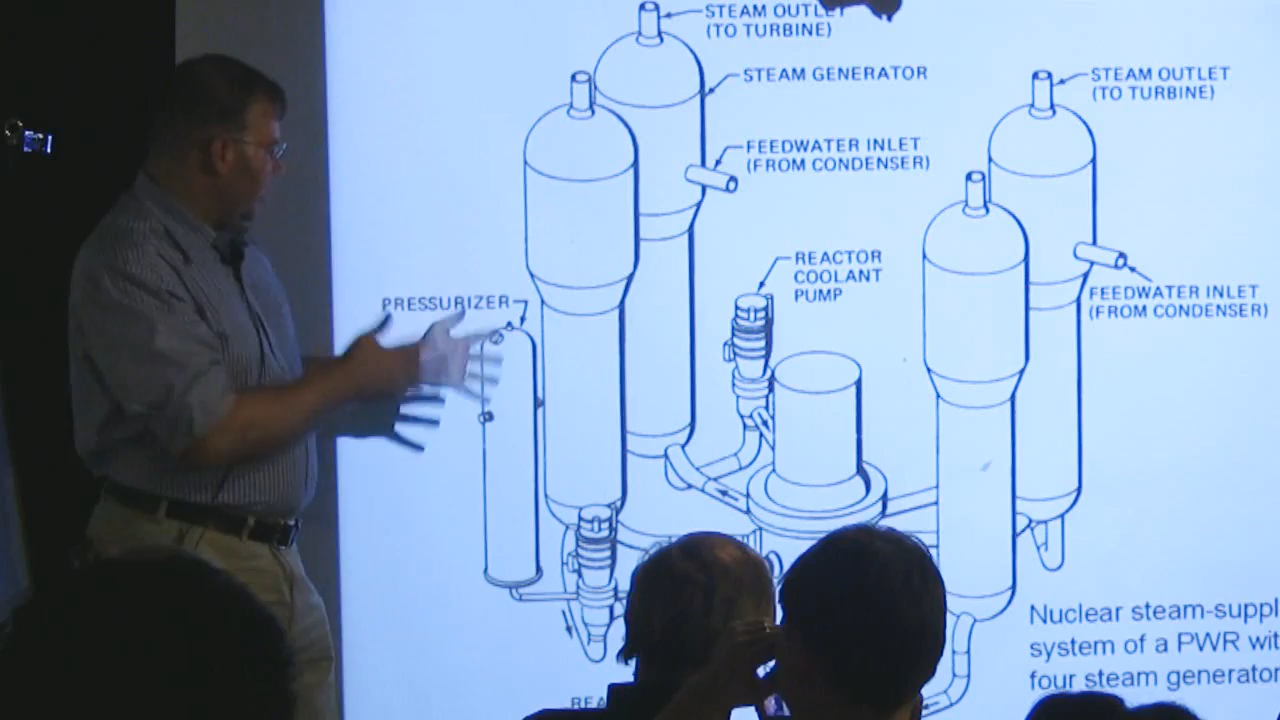 STEAM OUTLET
(TO TURBINE)
STEAM GENERATOR
FEEDWATER INLET
(FROM CONDENSER)
STEAM OUTLET
(TO TURBINE)
REACTOR
COOLANT
PUMP
PRESSURIZER
FEEDWATER INLET
(FROM CONDENSER)
Nuclear steam-suppl
system of a PWR wit
four steam generator
REA